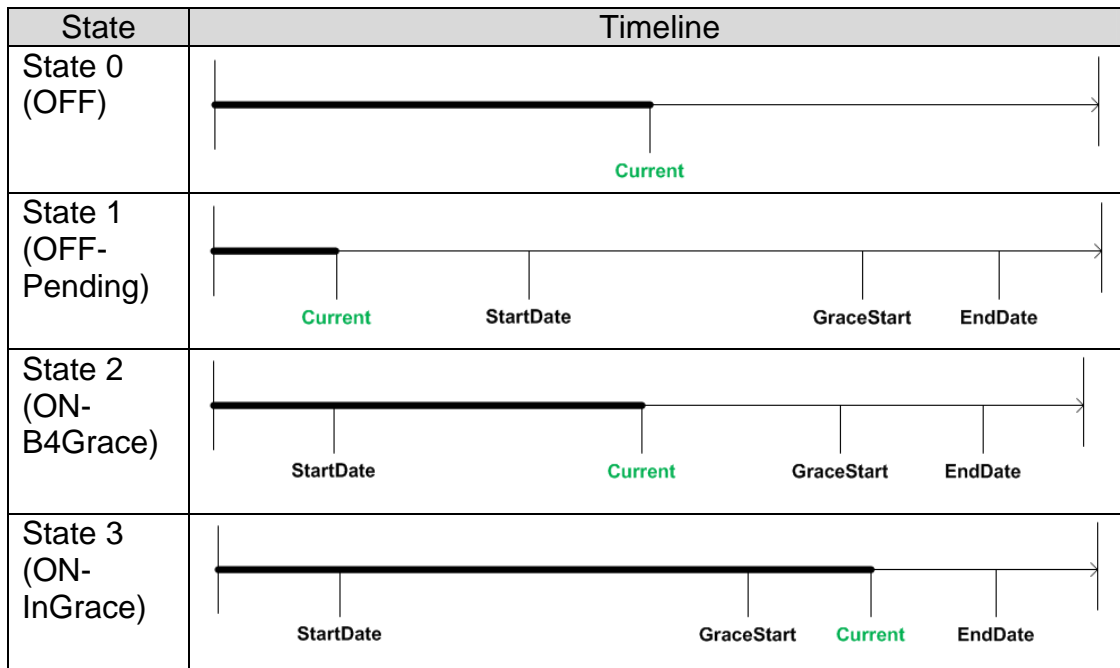 State Timeline
State 0
(OFF)
Current
State 1
(OFF-
Pending)
Current StartDate GraceStart EndDate
State 2
(ON-
B4Grace)
StartDate Current GraceStart EndDate
State 3
(ON-
InGrace)
StartDate GraceStart Current EndDate